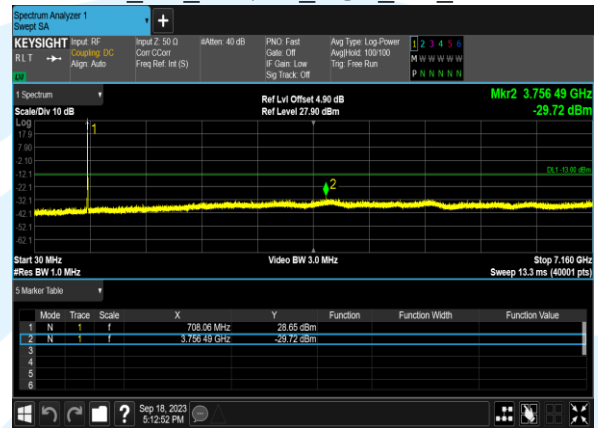 Spectrum Analyzer 1
Swept SA
KEYSIGHT Input: RF Input Z: 50 Ω #Atten: 40 dB PNO: Fast Avg Type: Log-Power 1 2 3 4 5 6
RLT Coupling: DC Corr CCorr Gate: Off Avg|Hold: 100/100 M W W W W W
Align: Auto Freq Ref: Int (S) IF Gain: Low Trig: Free Run
LVI Sig Track: Off P N N N N N
1 Spectrum Ref Lvl Offset 4.90 dB Mkr2 3.756 49 GHz
Scale/Div 10 dB Ref Level 27.90 dBm -29.72 dBm
Log
17.9
1
7.90
-2.10
-12.1
DL1 -13.00 dBm
-22.1
2
-32.1
-42.1
-52.1
-62.1
Start 30 MHz Video BW 3.0 MHz Stop 7.160 GHz
#Res BW 1.0 MHz Sweep 13.3 ms (40001 pts)
5 Marker Table
Mode Trace Scale X Y Function Function Width Function Value
1 N 1 f 708.06 MHz 28.65 dBm
2 N 1 f 3.756 49 GHz -29.72 dBm
3
4
5
6
? Sep 18, 2023
5:12:52 PM